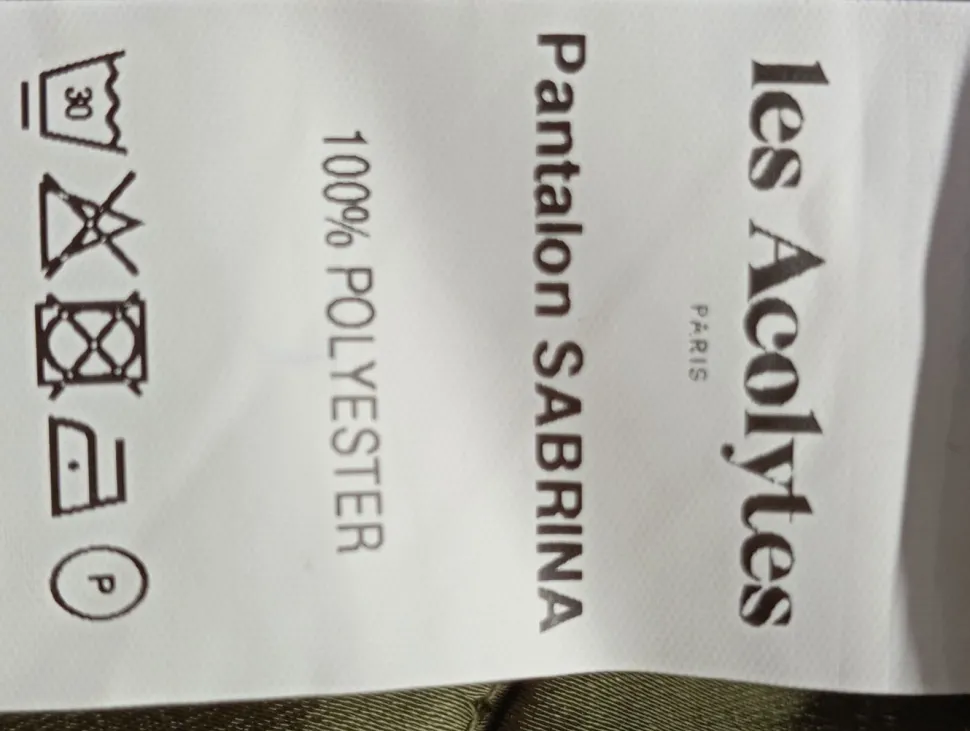 les Acolytes
PARIS
Pantalon SABRINA
100% POLYESTER
30
P